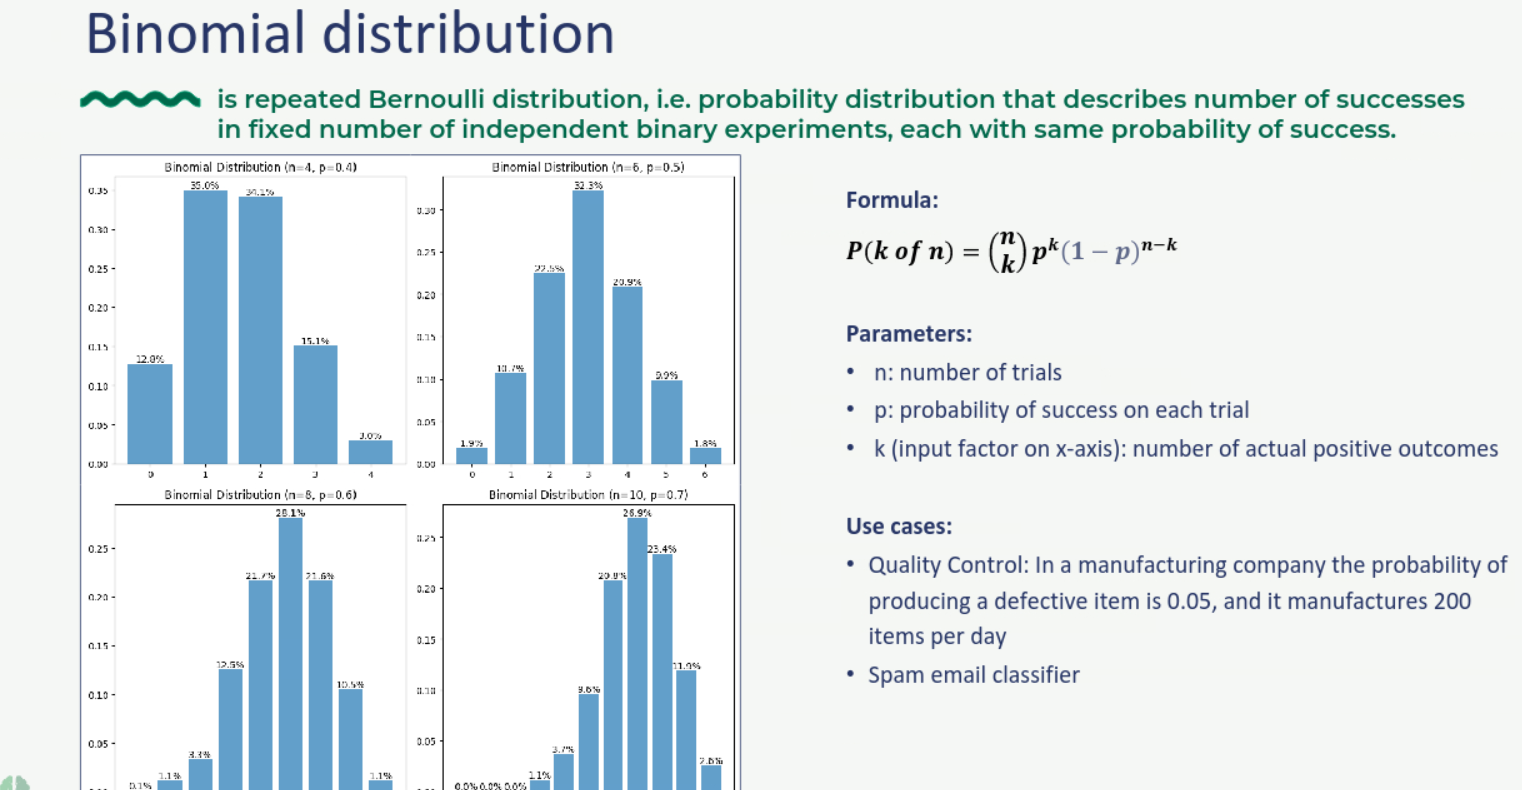 Binomial distribution
is repeated Bernoulli distribution, i.e. probability distribution that describes number of successes
in fixed number of independent binary experiments, each with same probability of success.
Binomial Distribution (n=4, p=0.4)
0.35
0.30
0.25
0.20
0.15
0.10
0.05
0.00
12.8%
35.0%
34.1%
15.1%
3.0%
0 1 2 3 4
Binomial Distribution (n=6, p=0.5)
0.30
0.25
0.20
0.15
0.10
0.05
0.00
1.9%
10.7%
22.5%
32.3%
20.9%
9.9%
1.8%
0 1 2 3 4 5 6
Binomial Distribution (n=8, p=0.6)
0.25
0.20
0.15
0.10
0.05
0.1%
1.1%
3.3%
12.5%
21.7%
28.1%
21.6%
10.5%
1.1%
Binomial Distribution (n=10, p=0.7)
0.25
0.20
0.15
0.10
0.05
0.0% 0.0% 0.0%
1.1%
3.7%
9.6%
20.8%
26.9%
23.4%
11.9%
2.6%
Formula:
P(k of n) = (n k) p^k (1 − p)^n−k
Parameters:
• n: number of trials
• p: probability of success on each trial
• k (input factor on x-axis): number of actual positive outcomes
Use cases:
• Quality Control: In a manufacturing company the probability of
producing a defective item is 0.05, and it manufactures 200
items per day
• Spam email classifier